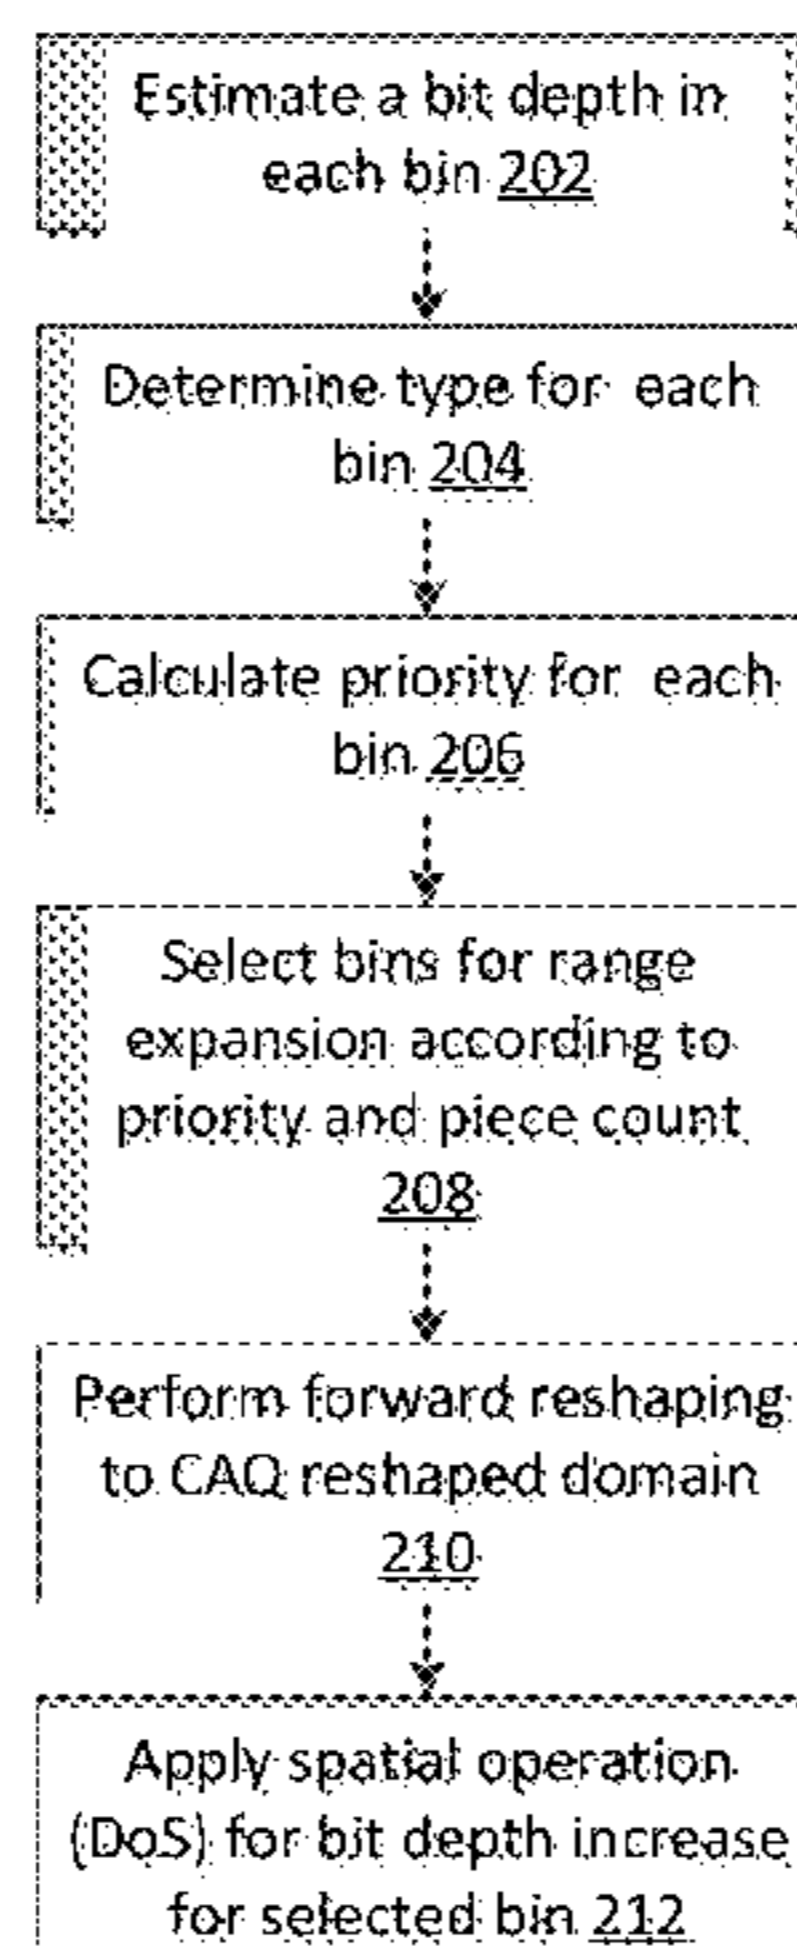 Estimate a bit depth in
each bin 202
Determine type for each
bin 204
Calculate priority for each
bin 206
Select bins for range
expansion according to
priority and piece count
208
Perform forward reshaping
to CAQ reshaped domain
210
Apply spatial operation
(DoS) for bit depth increase
for selected bin 212